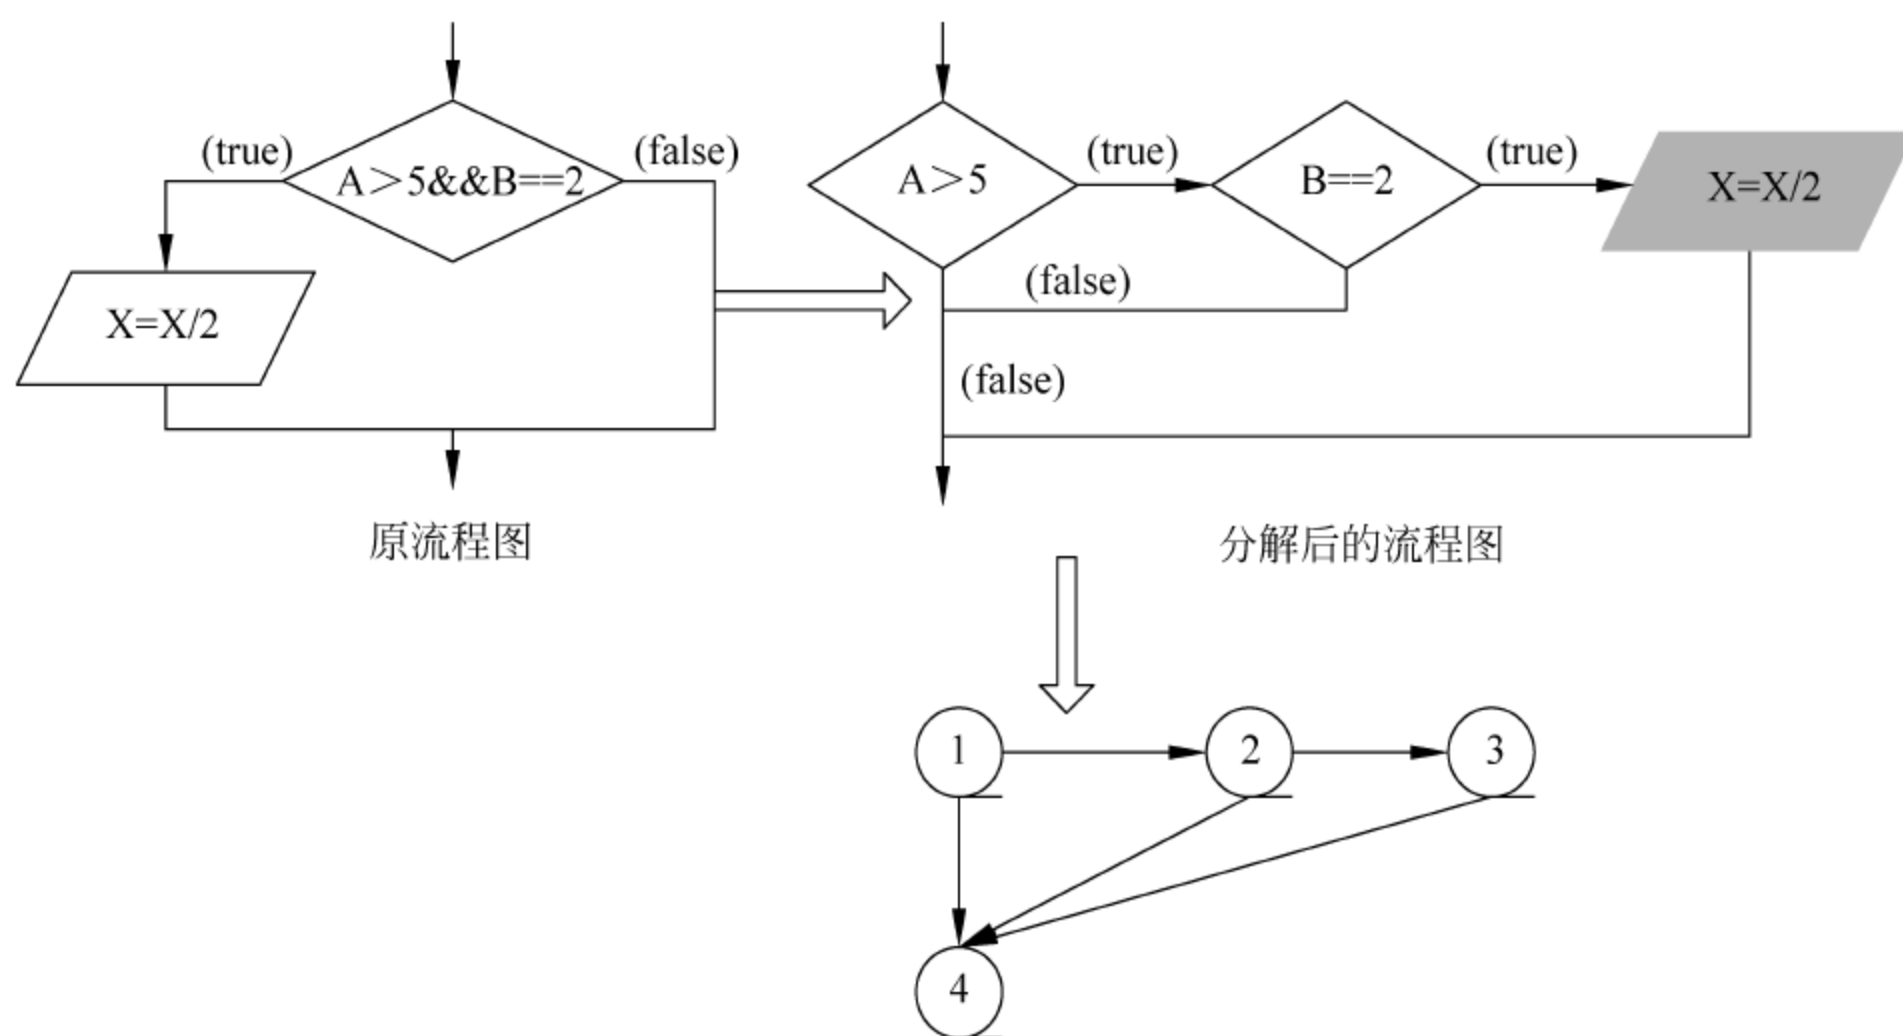 (true)
A＞5&&B==2
(false)
X=X/2
原流程图
A＞5
(true)
B==2
(true)
X=X/2
(false)
(false)
分解后的流程图
1
2
3
4